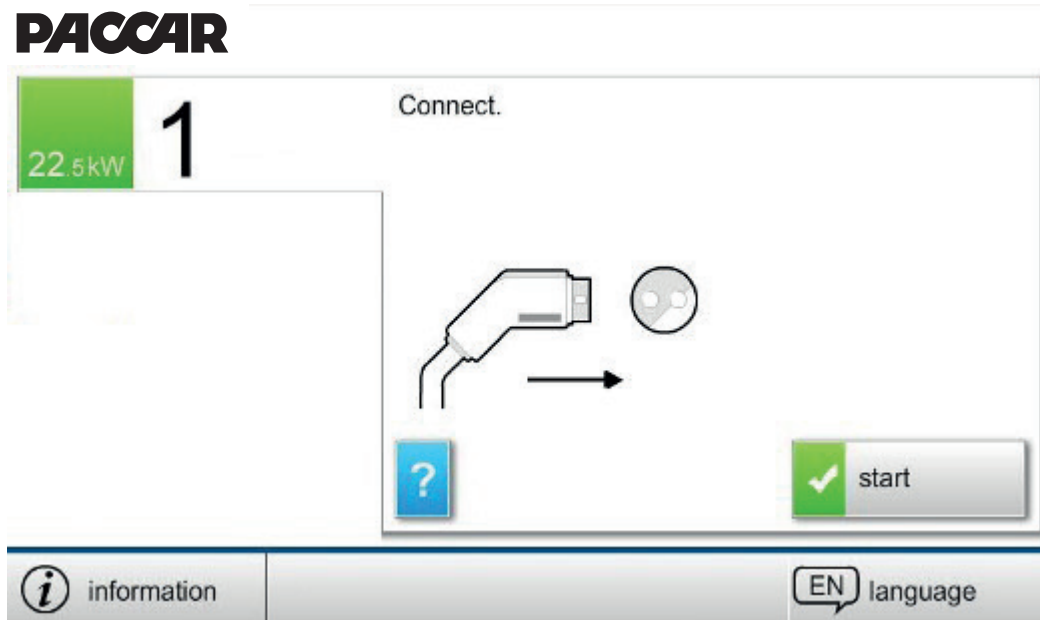 PACCAR
1
Connect.
22.5kW
?
start
i information
EN language